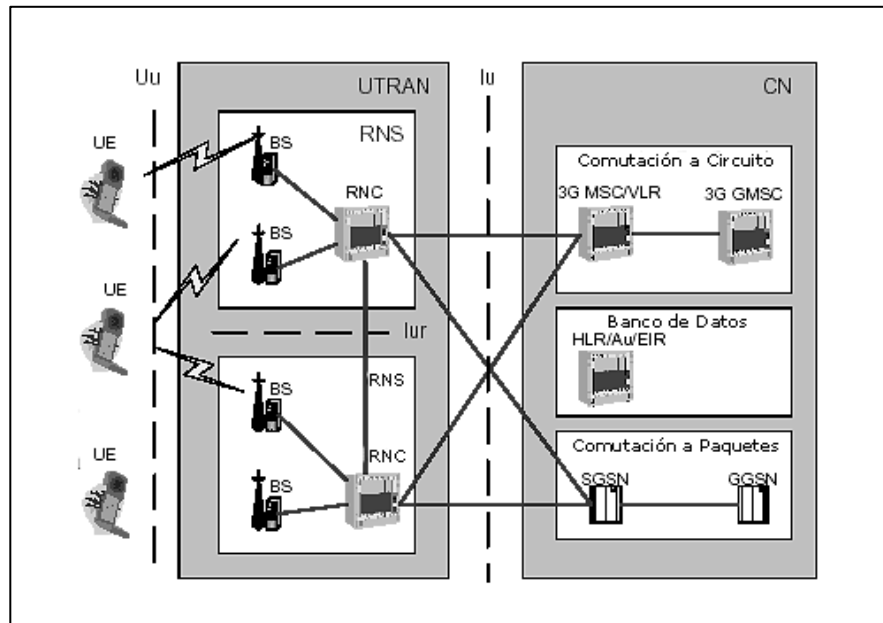 Uu
UTRAN
Iu
CN
UE
BS
RNS
Comutación a Circuito
RNC
3G MSC/VLR
3G GMSC
BS
UE
Iur
Banco de Datos
HLR/Au/EIR
BS
RNS
UE
RNC
BS
Comutación a Paquetes
SGSN
GGSN